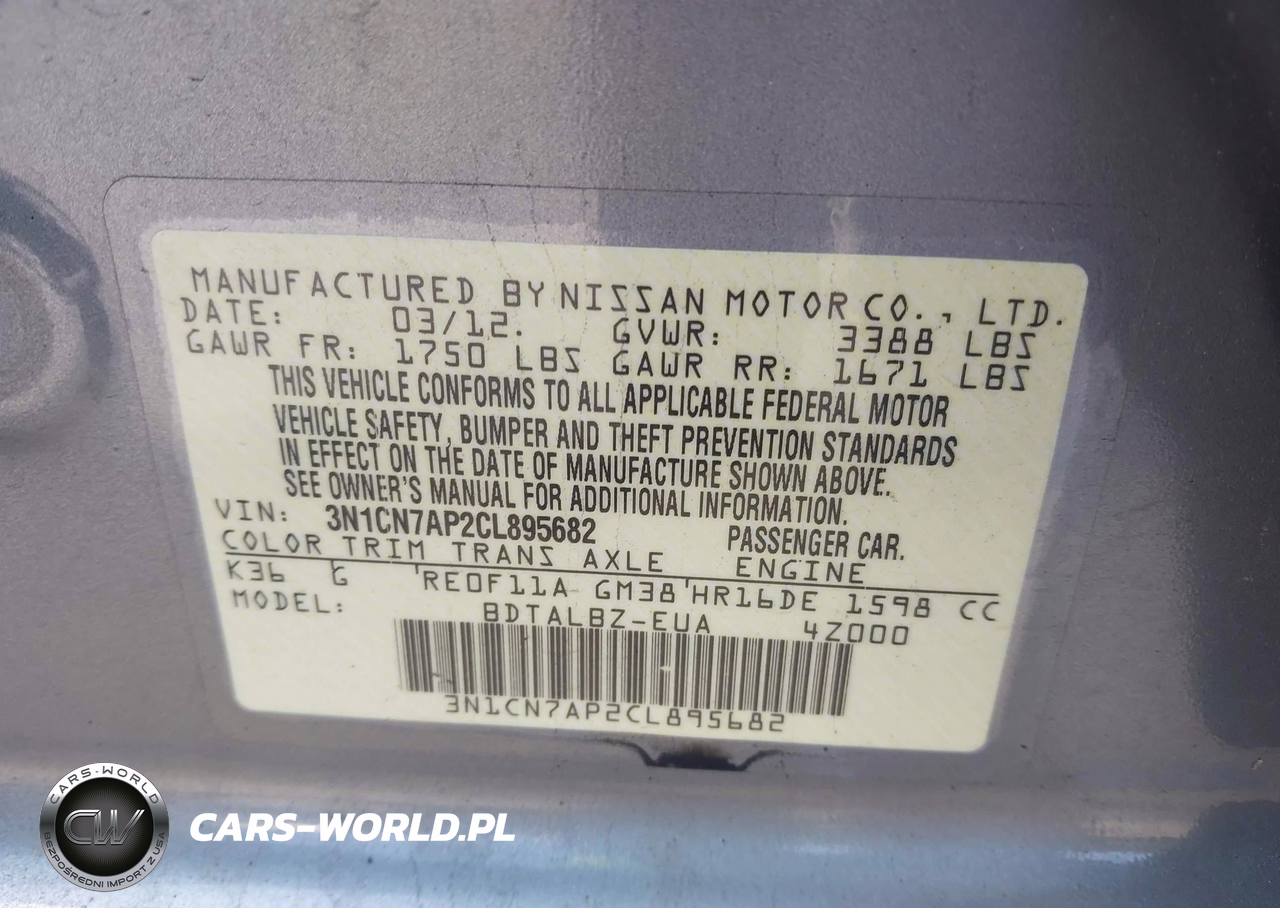 MANUFACTURED BY NISSAN MOTOR CO., LTD.
DATE: 03/12. GVWR: 3388 LBS
GAWR FR: 1750 LBS GAWR RR: 1671 LBS
THIS VEHICLE CONFORMS TO ALL APPLICABLE FEDERAL MOTOR
VEHICLE SAFETY, BUMPER AND THEFT PREVENTION STANDARDS
IN EFFECT ON THE DATE OF MANUFACTURE SHOWN ABOVE.
SEE OWNER'S MANUAL FOR ADDITIONAL INFORMATION.
VIN: 3N1CN7AP2CL895682 PASSENGER CAR.
COLOR TRIM TRANS AXLE ENGINE
K36 G 'RE0F11A GM38'HR16DE 1598 CC
MODEL: BDTALBZ-EUA 4Z000
3N1CN7AP2CL895682
CARS-WORLD
CW
BEZPOŚREDNI IMPORT Z USA
CARS-WORLD.PL